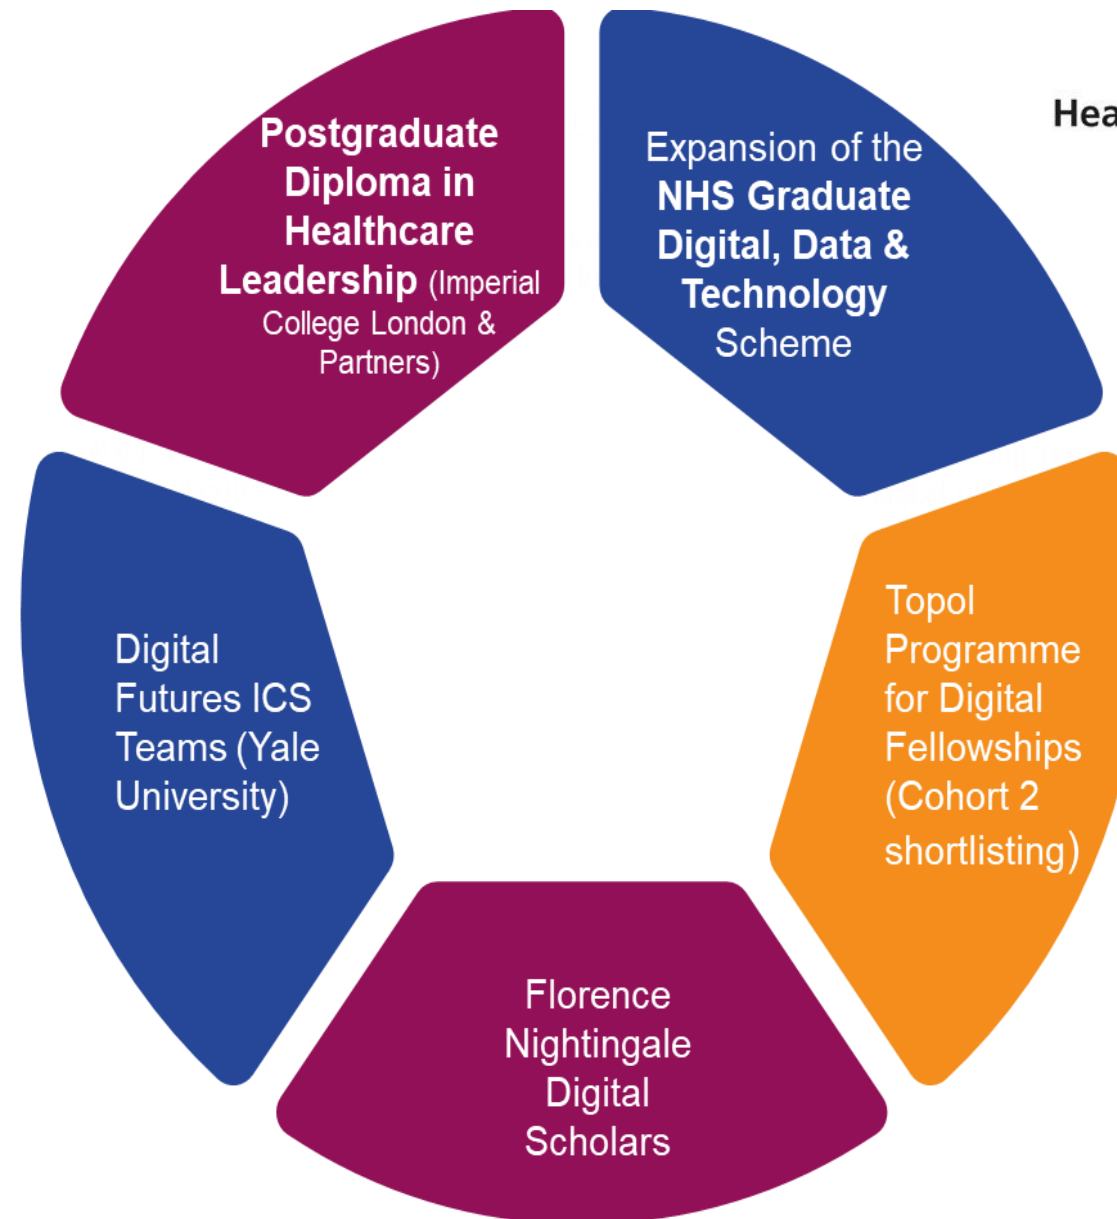 Postgraduate
Diploma in
Healthcare
Leadership (Imperial
College London &
Partners)
Expansion of the
NHS Graduate
Digital, Data &
Technology
Scheme
Hea
Topol
Programme
for Digital
Fellowships
(Cohort 2
shortlisting)
Florence
Nightingale
Digital
Scholars
Digital
Futures ICS
Teams (Yale
University)